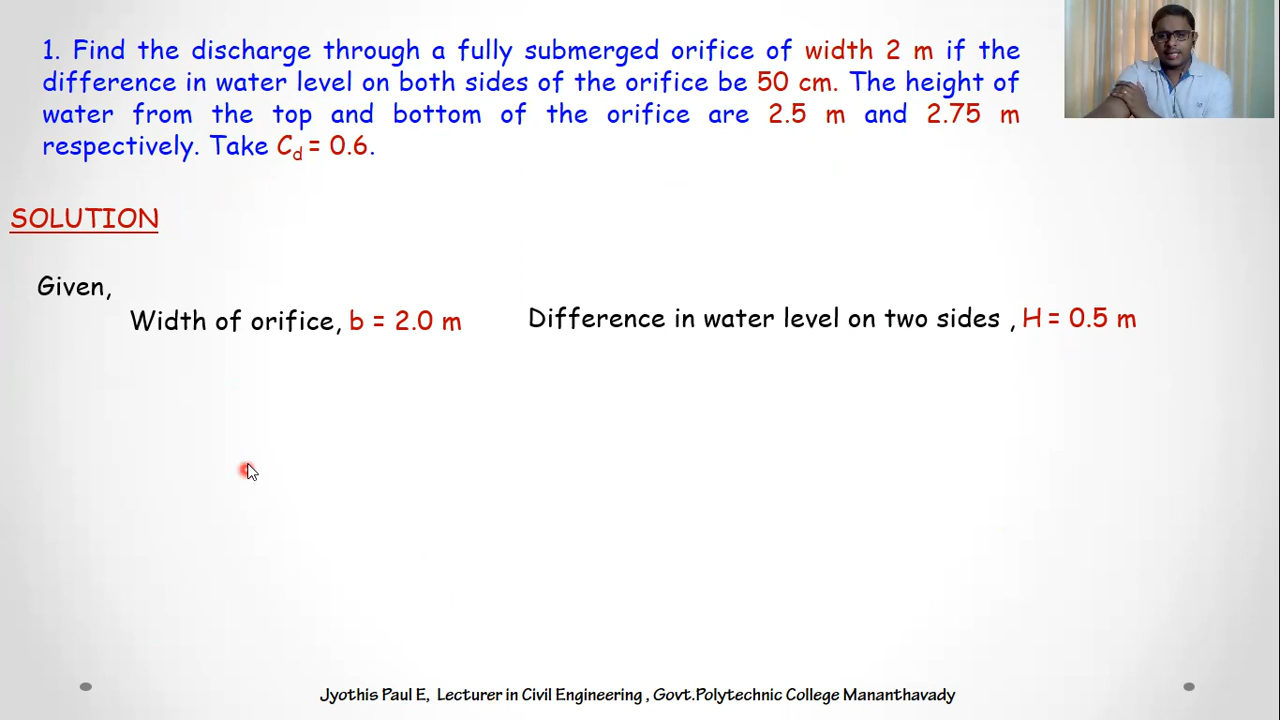 1. Find the discharge through a fully submerged orifice of width 2 m if the
difference in water level on both sides of the orifice be 50 cm. The height of
water from the top and bottom of the orifice are 2.5 m and 2.75 m
respectively. Take Cd = 0.6.
SOLUTION
Given,
Width of orifice, b = 2.0 m
Difference in water level on two sides , H = 0.5 m
Jyothis Paul E, Lecturer in Civil Engineering , Govt.Polytechnic College Mananthavady